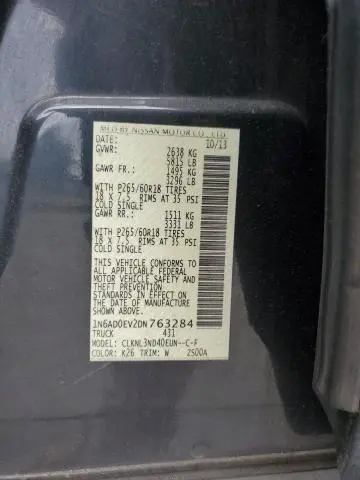 MFD BY NISSAN MOTOR CO., LTD.
DATE: 10/13
GVWR: 2638 KG
5815 LB
GAWR FR.: 1495 KG
3296 LB
WITH P265/60R18 TIRES
18 X 7.5, RIMS AT 35 PSI
COLD SINGLE
GAWR RR.: 1511 KG
3331 LB
WITH P265/60R18 TIRES
18 X 7.5, RIMS AT 35 PSI
COLD SINGLE
THIS VEHICLE CONFORMS TO ALL
APPLICABLE FEDERAL MOTOR VEHICLE
SAFETY STANDARDS IN EFFECT ON
THE DATE OF MANUFACTURE
SHOWN ABOVE.
1N6AD0EV2DN763284
TRUCK 431
MODEL: CLKNL3ND40EUN--C-F
COLOR: K26 TRIM: W 2500A